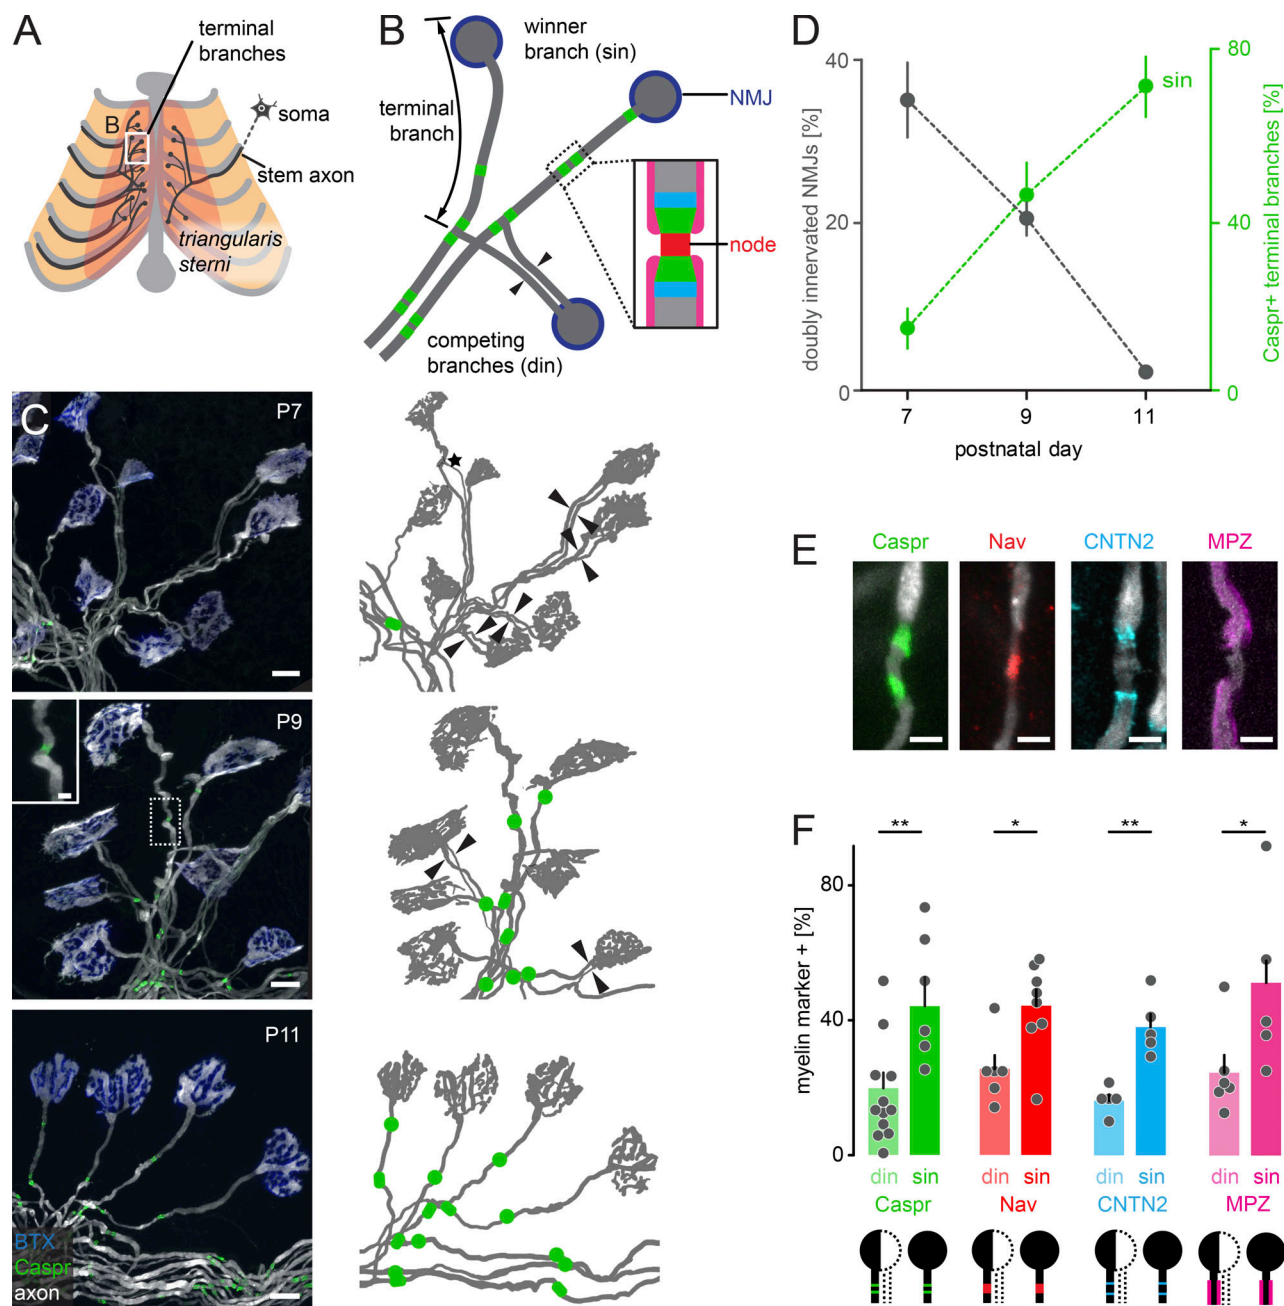 A
terminal
branches
B
soma
stem axon
triangularis
sterni
B
winner
branch (sin)
terminal
branch
NMJ
node
competing
branches (din)
C
P7
P9
P11
BTX
Caspr
axon
D
doubly innervated NMJs [%]
40
20
0
sin
Caspr+ terminal branches [%]
80
40
0
7 9 11
postnatal day
E
Caspr Nav CNTN2 MPZ
F
** * ** *
myelin marker + [%]
80
40
0
din sin din sin din sin din sin
Caspr Nav CNTN2 MPZ